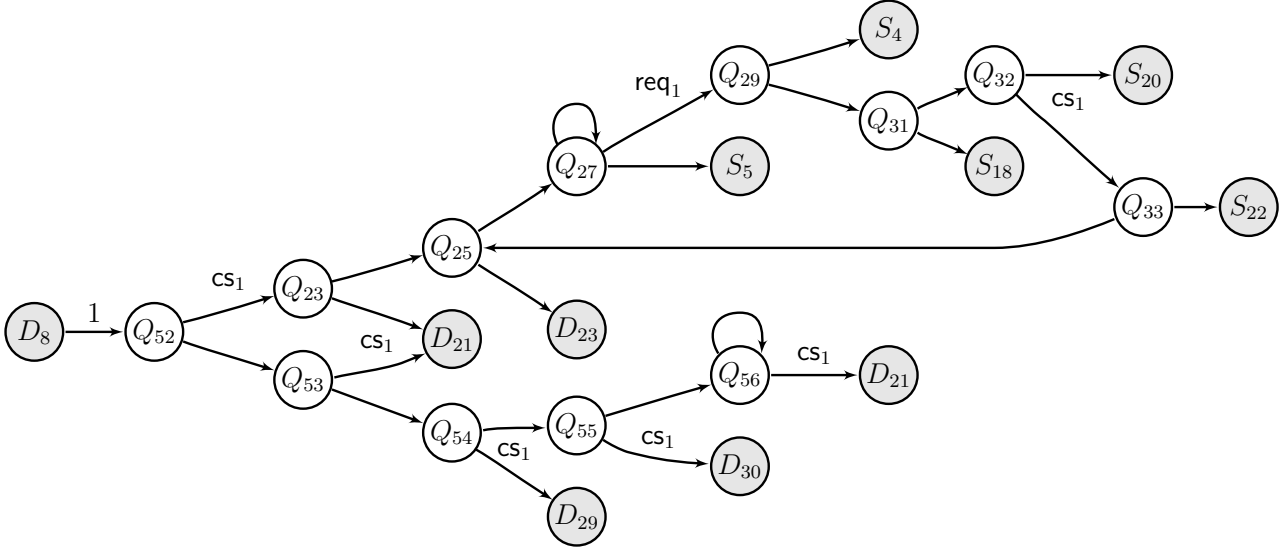 S₄
Q₂₉
Q₃₂
S₂₀
req₁
cs₁
Q₃₁
Q₂₇
S₅
S₁₈
Q₃₃
S₂₂
Q₂₅
cs₁
Q₂₃
D₈
1
Q₅₂
D₂₃
cs₁
D₂₁
Q₅₃
Q₅₆
cs₁
D₂₁
Q₅₄
Q₅₅
cs₁
cs₁
D₃₀
D₂₉